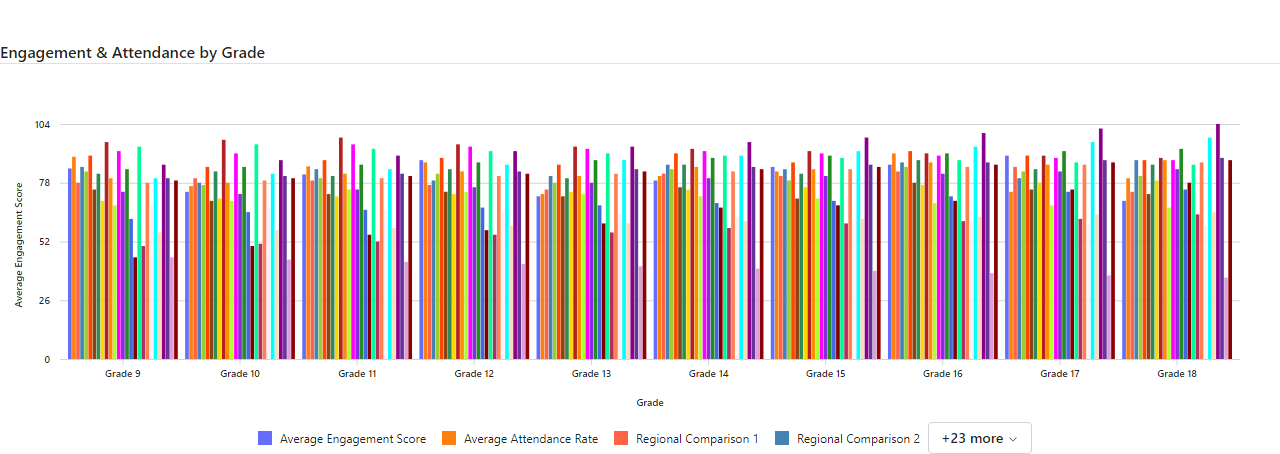 Engagement & Attendance by Grade
104
78
52
26
0
Average Engagement Score
Grade 9 Grade 10 Grade 11 Grade 12 Grade 13 Grade 14 Grade 15 Grade 16 Grade 17 Grade 18
Grade
Average Engagement Score Average Attendance Rate Regional Comparison 1 Regional Comparison 2 +23 more